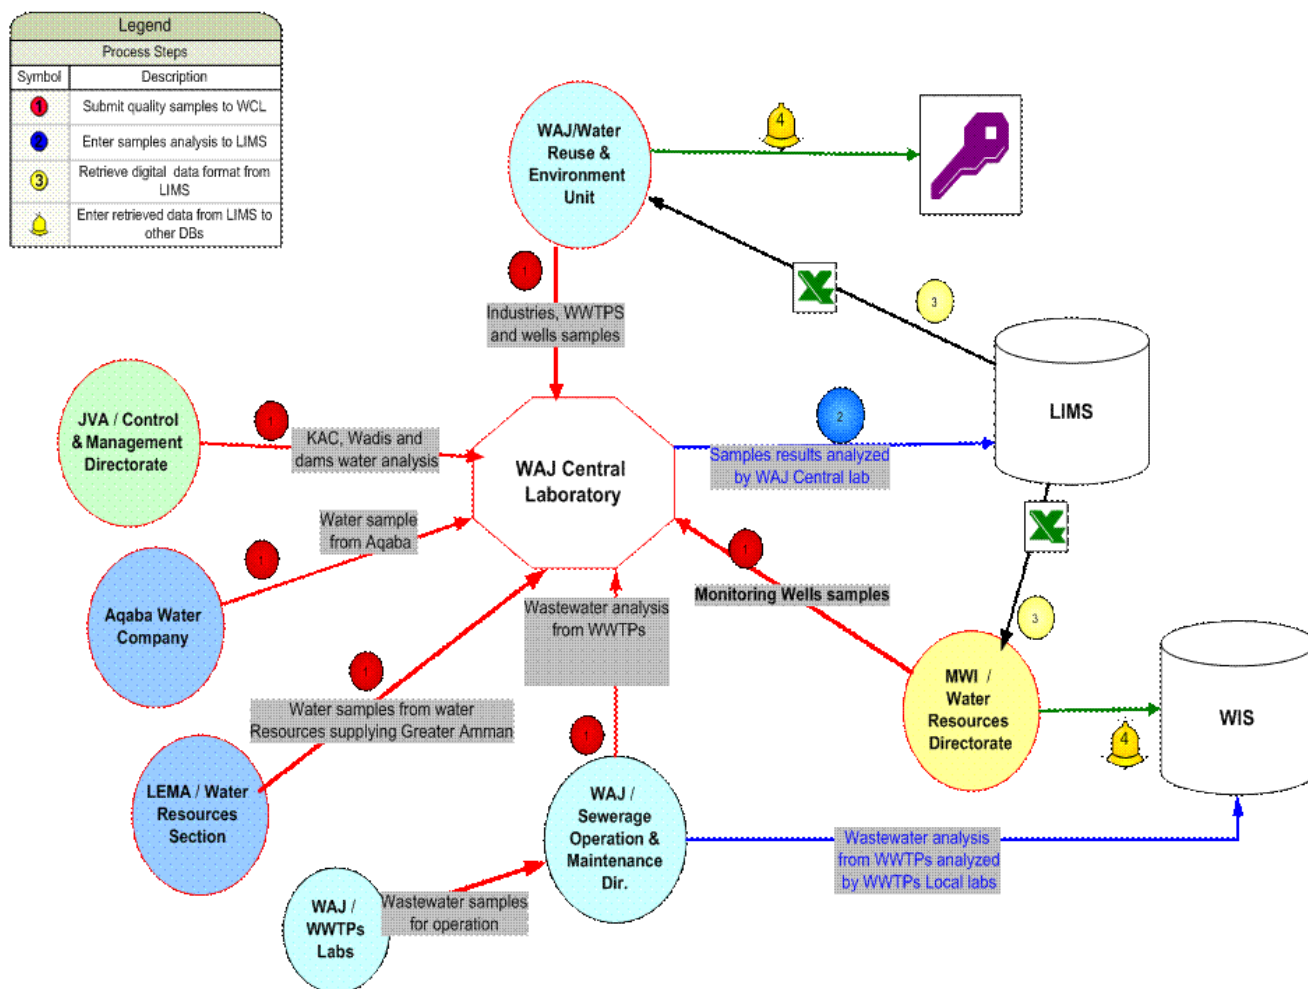 Legend
Process Steps
Symbol Description
1 Submit quality samples to WCL
2 Enter samples analysis to LIMS
3 Retrieve digital data format from
LIMS
Enter retrieved data from LIMS to
other DBs
WAJ/Water
Reuse &
Environment
Unit
4
1
Industries, WWTPS
and wells samples
3
LIMS
JVA / Control
& Management
Directorate
1
KAC, Wadis and
dams water analysis
WAJ Central
Laboratory
2
Samples results analyzed
by WAJ Central lab
Water sample
from Aqaba
1
Aqaba Water
Company
1
Monitoring Wells samples
Wastewater analysis
from WWTPs
3
MWI /
Water
Resources
Directorate
4
WIS
1
Water samples from water
Resources supplying Greater Amman
1
LEMA / Water
Resources
Section
WAJ /
Sewerage
Operation &
Maintenance
Dir.
Wastewater analysis
from WWTPs analyzed
by WWTPs Local labs
WAJ /
WWTPs
Labs
Wastewater samples
for operation